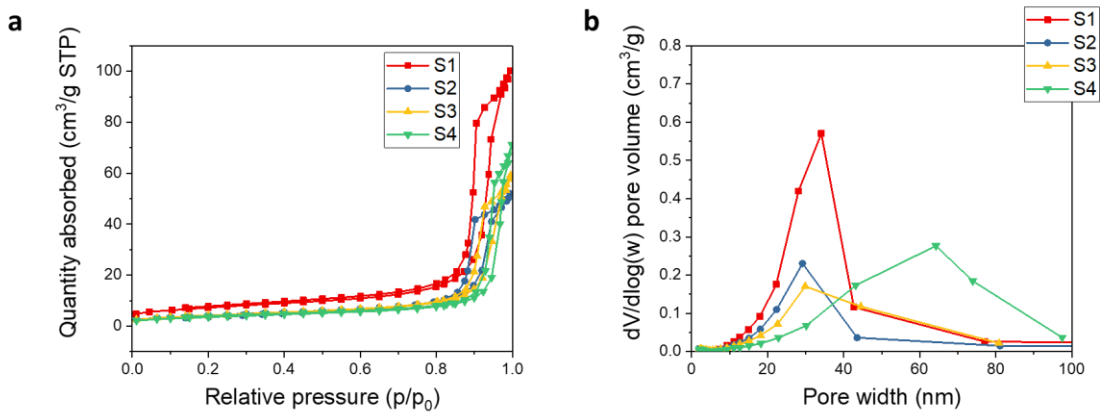 a
Quantity absorbed (cm³/g STP)
100
80
60
40
20
0
S1
S2
S3
S4
0.0 0.2 0.4 0.6 0.8 1.0
Relative pressure (p/p₀)
b
dV/dlog(w) pore volume (cm³/g)
0.8
0.7
0.6
0.5
0.4
0.3
0.2
0.1
0.0
S1
S2
S3
S4
0 20 40 60 80 100
Pore width (nm)